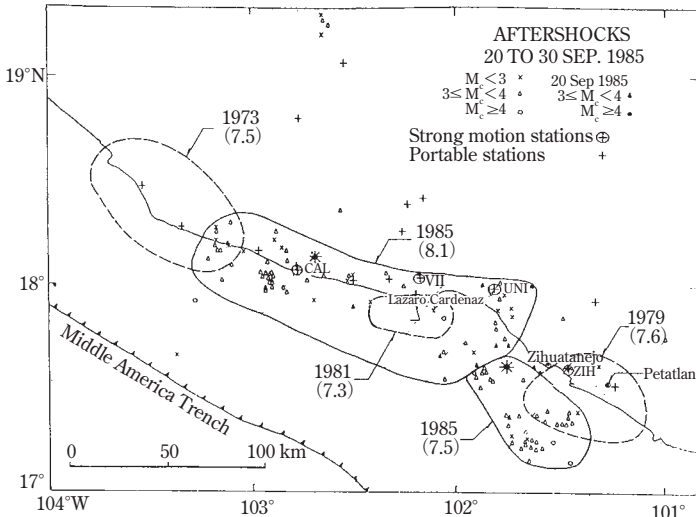 AFTERSHOCKS
20 TO 30 SEP. 1985
M_c < 3 × 20 Sep 1985
3≤ M_c < 4 ▵ 3≤ M_c < 4 ▴
M_c ≥4 ○ M_c ≥4 •
Strong motion stations ⊕
Portable stations +
19°N
1973
(7.5)
1985
(8.1)
18°
CAL
VII
UNI
Lazaro Cardenaz
1979
(7.6)
Zihuatanejo
ZIH
Petatlan
1981
(7.3)
Middle America Trench
1985
(7.5)
0 50 100 km
17°
104°W 103° 102° 101°